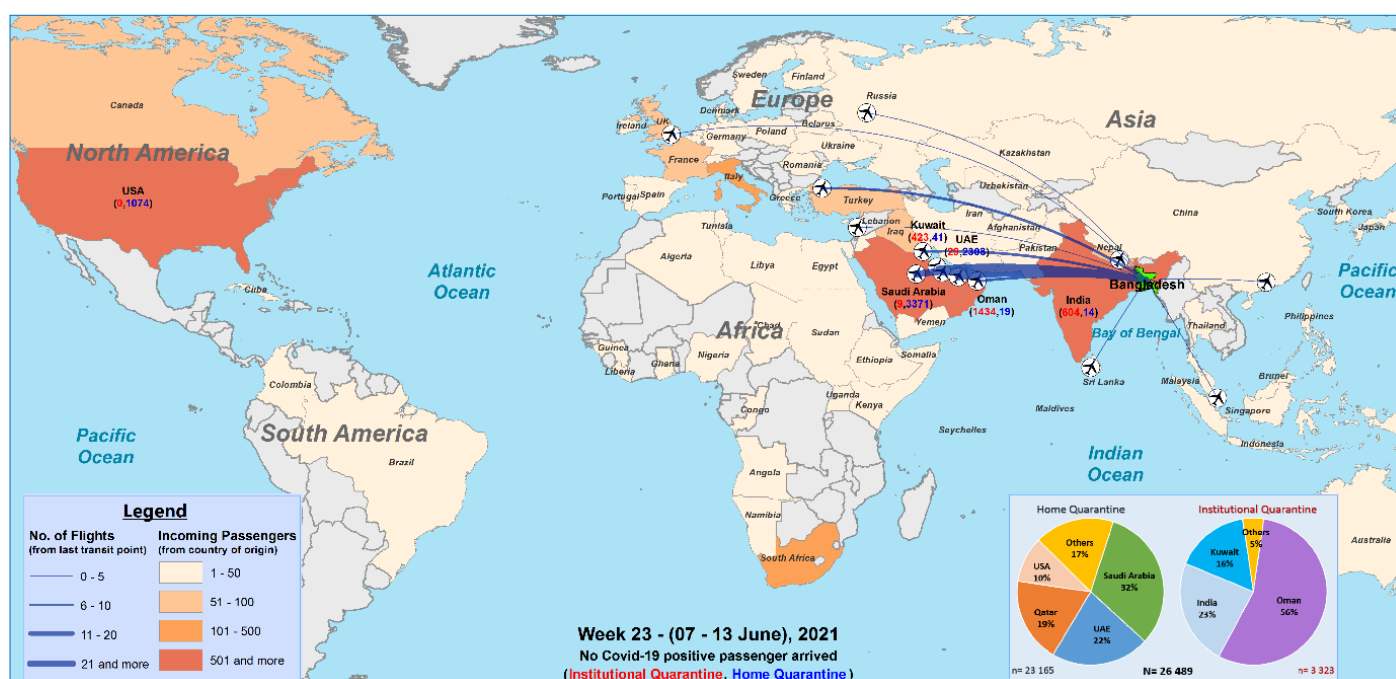 Canada
North America
USA
(0,1074)
Cuba
Atlantic
Ocean
Pacific
Ocean
Colombia
South America
Brazil
Sweden
Finland
Russia
Europe
Denmark
Ireland
UK
Belarus
Poland
Germany
Ukraine
France
Romania
Italy
Portugal
Spain
Greece
Turkey
Asia
Kazakhstan
Uzbekistan
China
South Korea
Japan
Tunisia
Lebanon
Iraq
Iran
Afghanistan
Pakistan
Nepal
Kuwait
(423,41)
UAE
(29,2308)
Algeria
Libya
Egypt
Saudi Arabia
(9,3371)
Oman
(1434,19)
India
(604,14)
Bangladesh
Pacific
Ocean
Bay of Bengal
Yemen
Africa
Chad
Sudan
Thailand
Philippines
Guinea
Liberia
Ghana
Nigeria
Ethiopia
Somalia
Sri Lanka
Malaysia
Brunei
Uganda
Kenya
Congo
Maldives
Singapore
Seychelles
Indonesia
Indian
Ocean
Angola
Namibia
South Africa
Australia
Legend
No. of Flights
(from last transit point)
0 - 5
6 - 10
11 - 20
21 and more
Incoming Passengers
(from country of origin)
1 - 50
51 - 100
101 - 500
501 and more
Week 23 - (07 - 13 June), 2021
No Covid-19 positive passenger arrived
(Institutional Quarantine, Home Quarantine)
Home Quarantine
Others
17%
USA
10%
Saudi Arabia
32%
Qatar
19%
UAE
22%
n= 23 165
N= 26 489
Institutional Quarantine
Others
5%
Kuwait
16%
India
23%
Oman
56%
n= 3 323